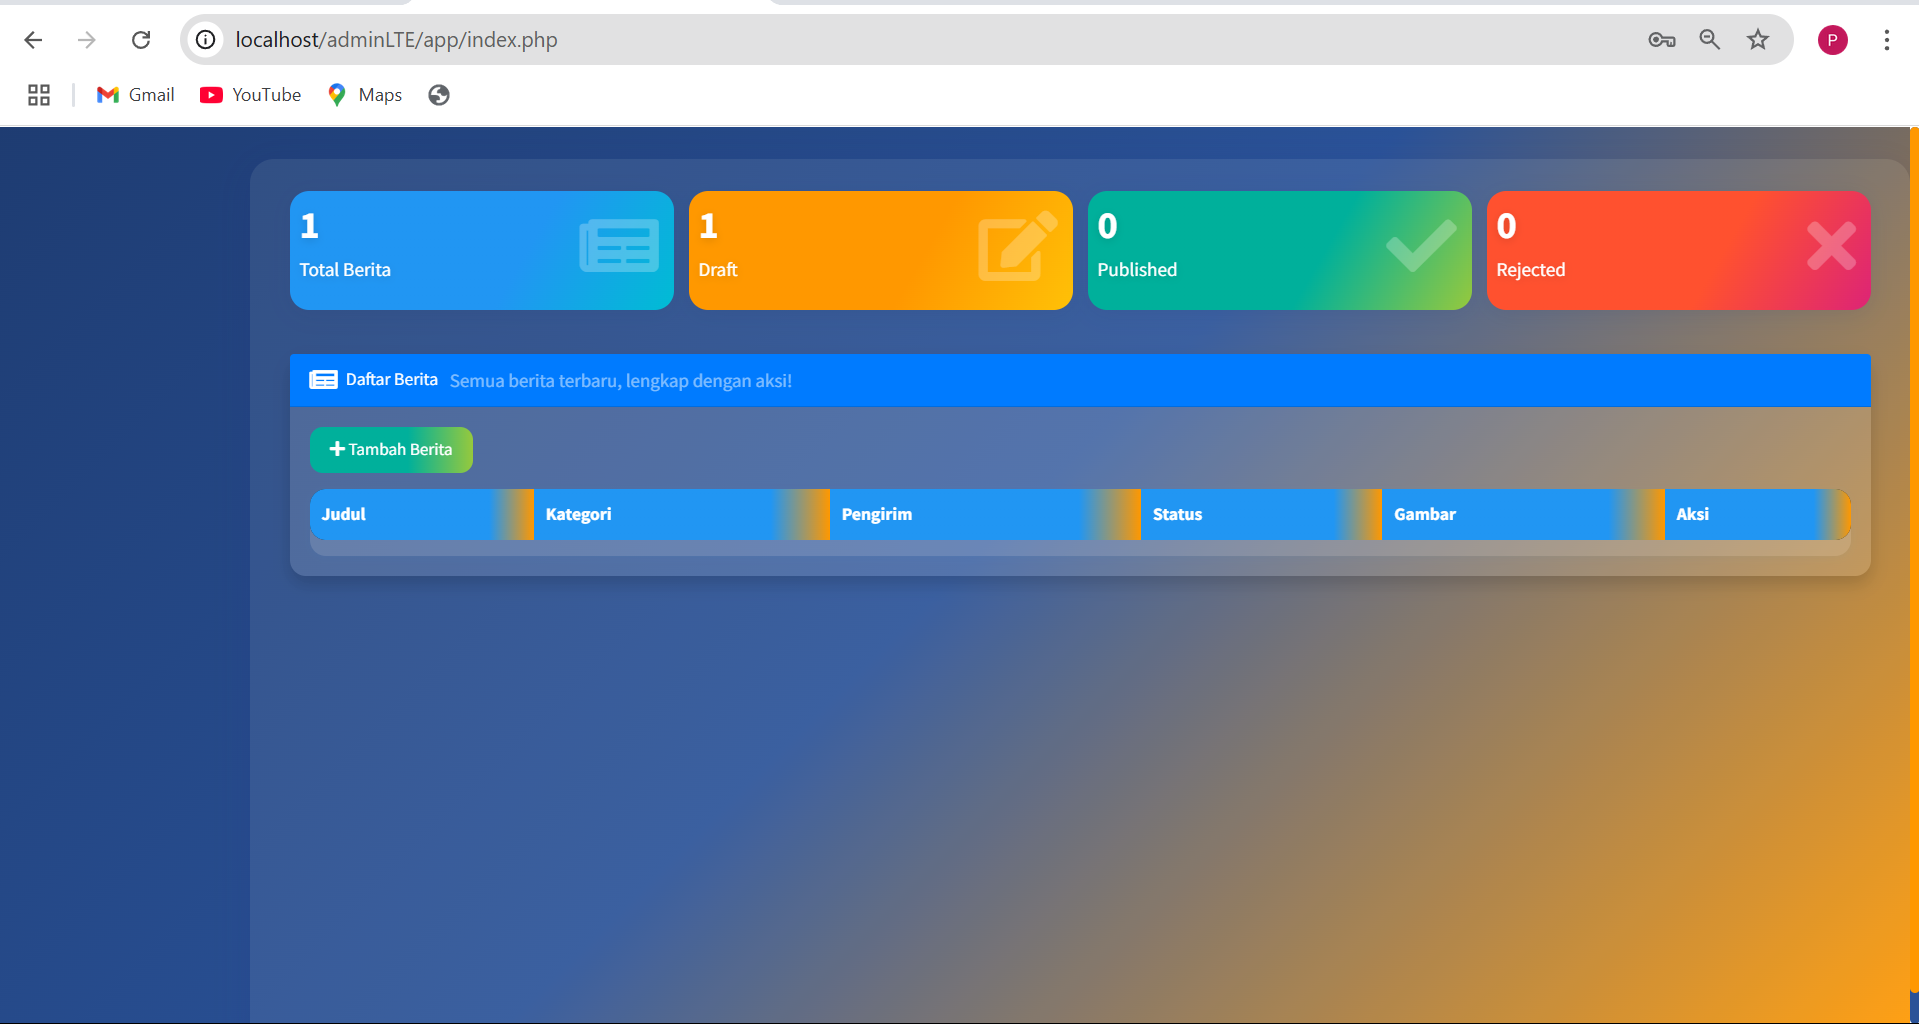 localhost/adminLTE/app/index.php
P
Gmail YouTube Maps
1
Total Berita
1
Draft
0
Published
0
Rejected
Daftar Berita Semua berita terbaru, lengkap dengan aksi!
Tambah Berita
Judul Kategori Pengirim Status Gambar Aksi